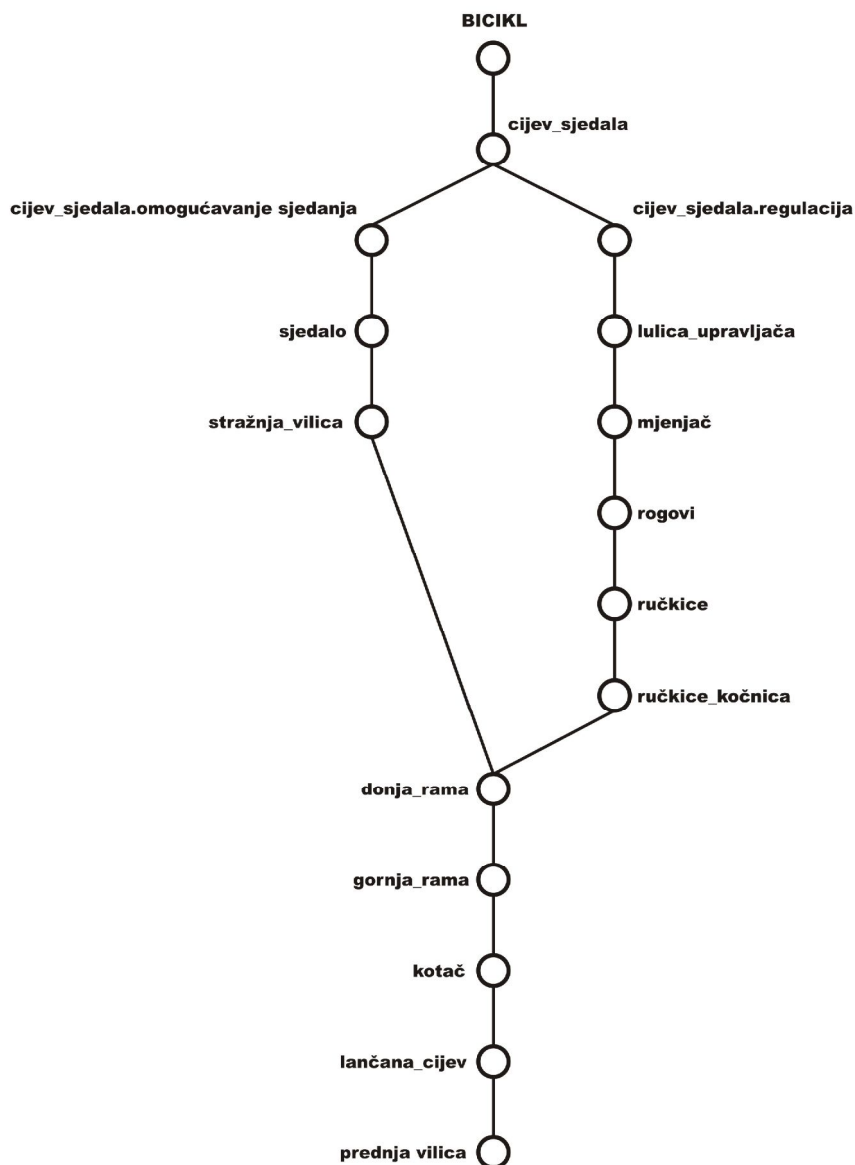 BICIKL
cijev_sjedala
cijev_sjedala.omogućavanje sjedanja
cijev_sjedala.regulacija
sjedalo
lulica_upravljača
stražnja_vilica
mjenjač
rogovi
ručkice
ručkice_kočnica
donja_rama
gornja_rama
kotač
lančana_cijev
prednja vilica